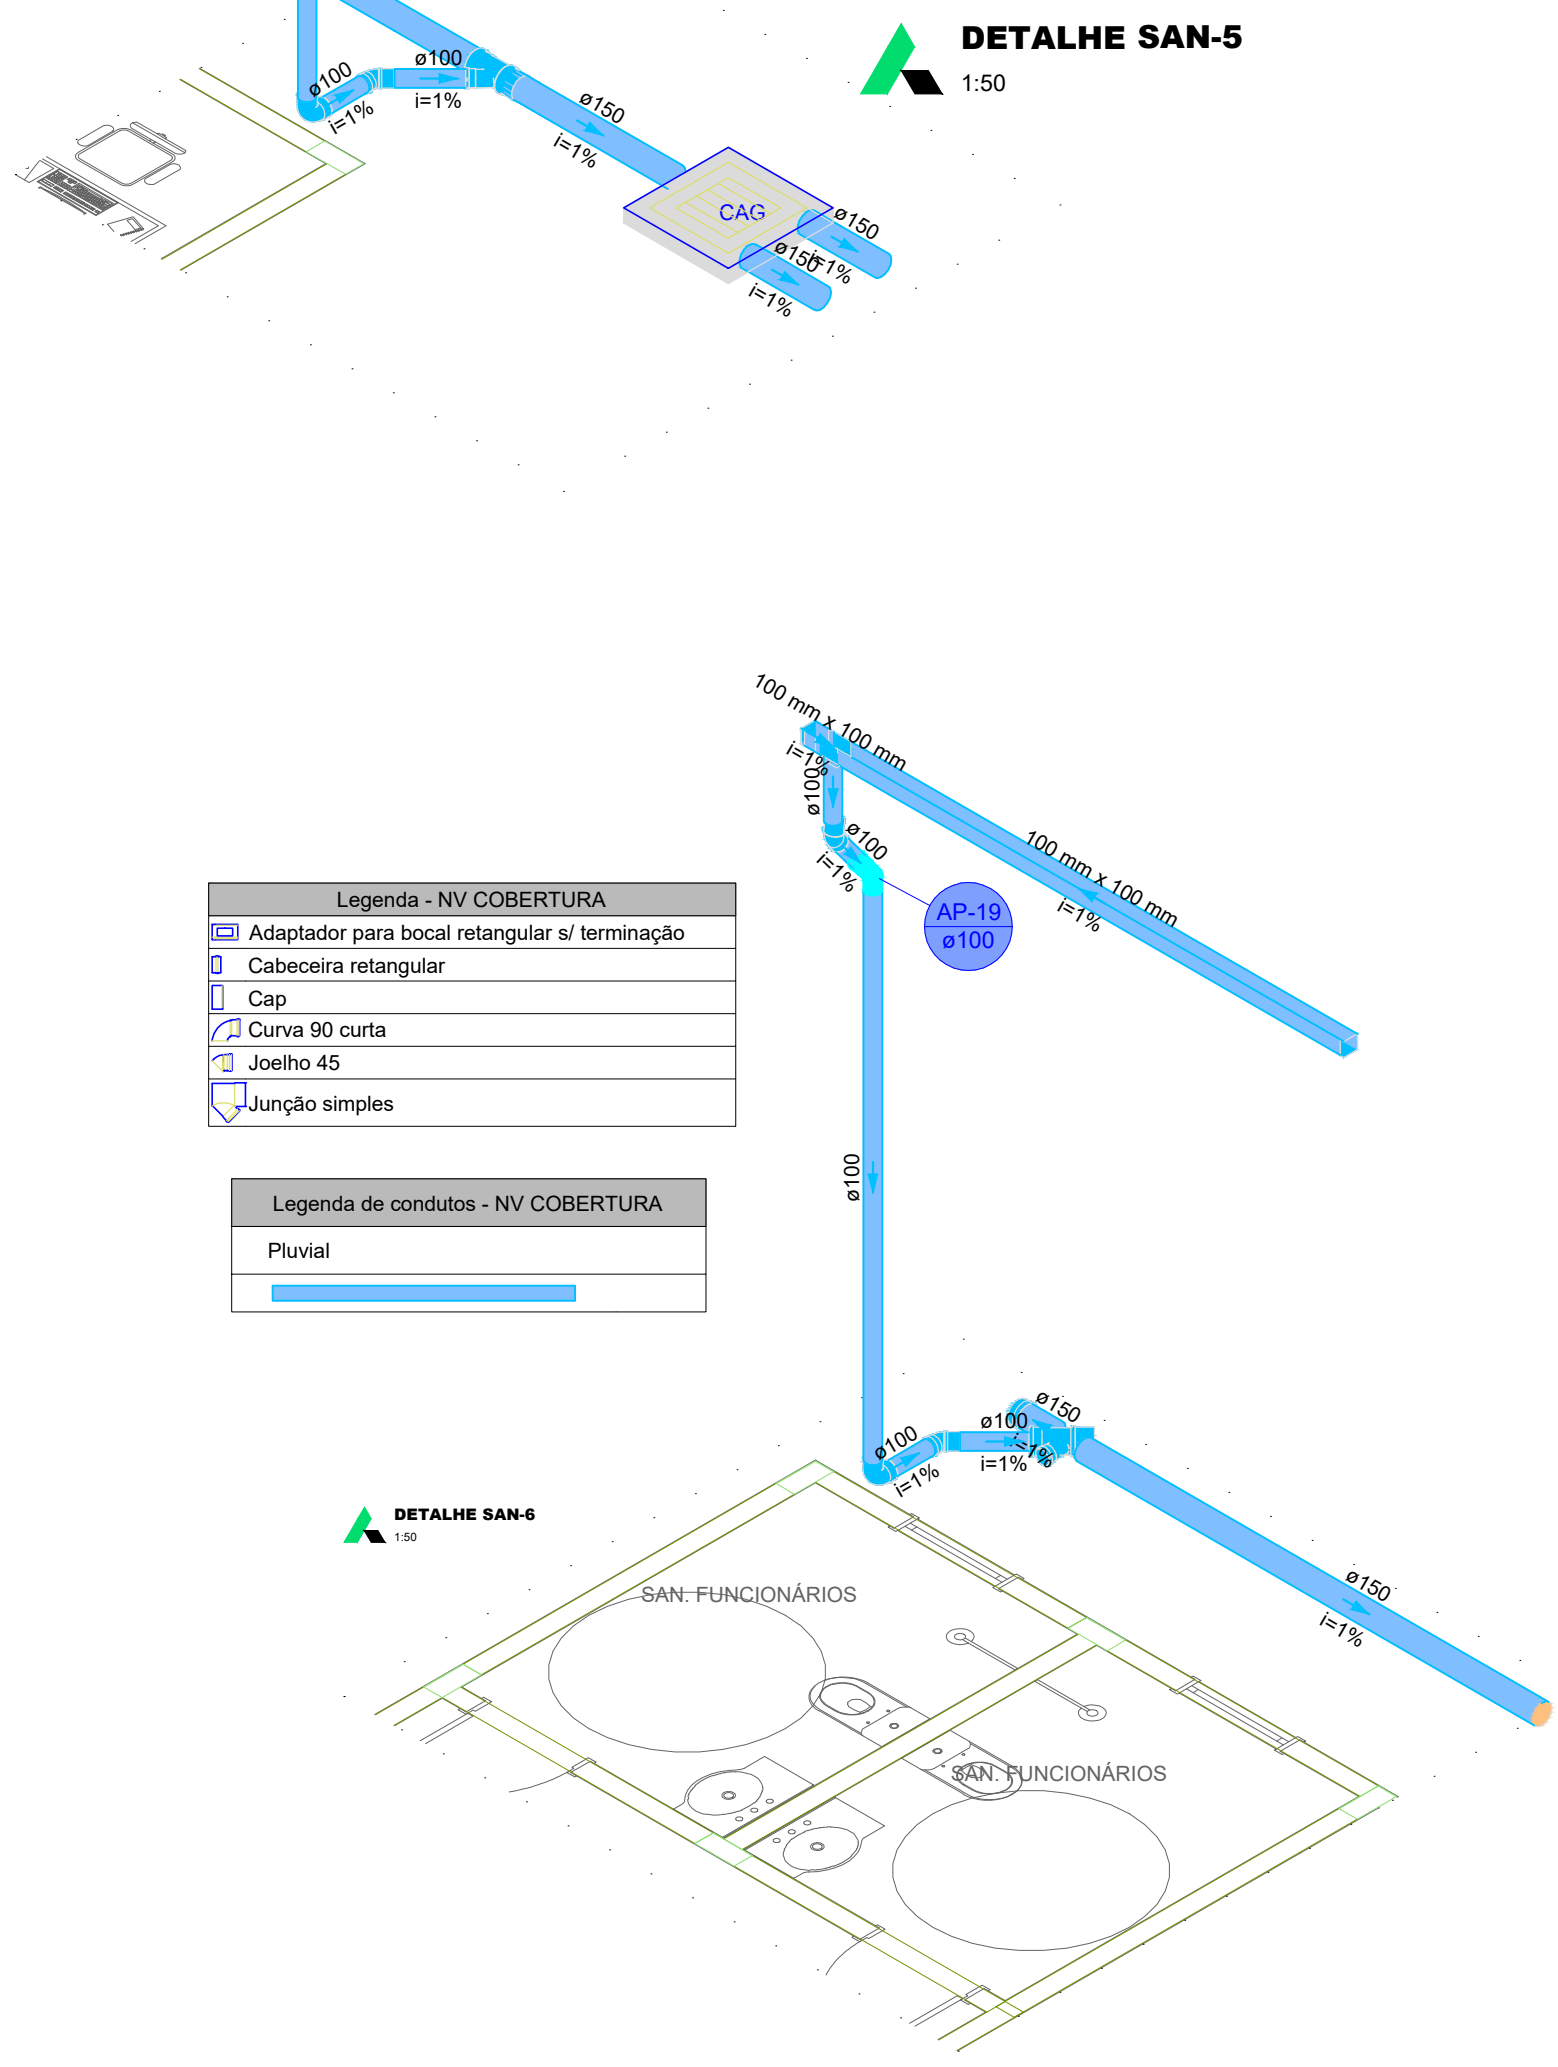 DETALHE SAN-5
1:50
ø100
i=1%
ø100
i=1%
ø150
i=1%
CAG
ø150
i=1%
ø150
i=1%
100 mm x 100 mm
i=1%
ø100
ø100
i=1%
100 mm x 100 mm
i=1%
AP-19
ø100
Legenda - NV COBERTURA
Adaptador para bocal retangular s/ terminação
Cabeceira retangular
Cap
Curva 90 curta
Joelho 45
Junção simples
ø100
Legenda de condutos - NV COBERTURA
Pluvial
ø150
i=1%
ø100
i=1%
ø100
i=1%
DETALHE SAN-6
1:50
ø150
i=1%
SAN. FUNCIONÁRIOS
SAN. FUNCIONÁRIOS